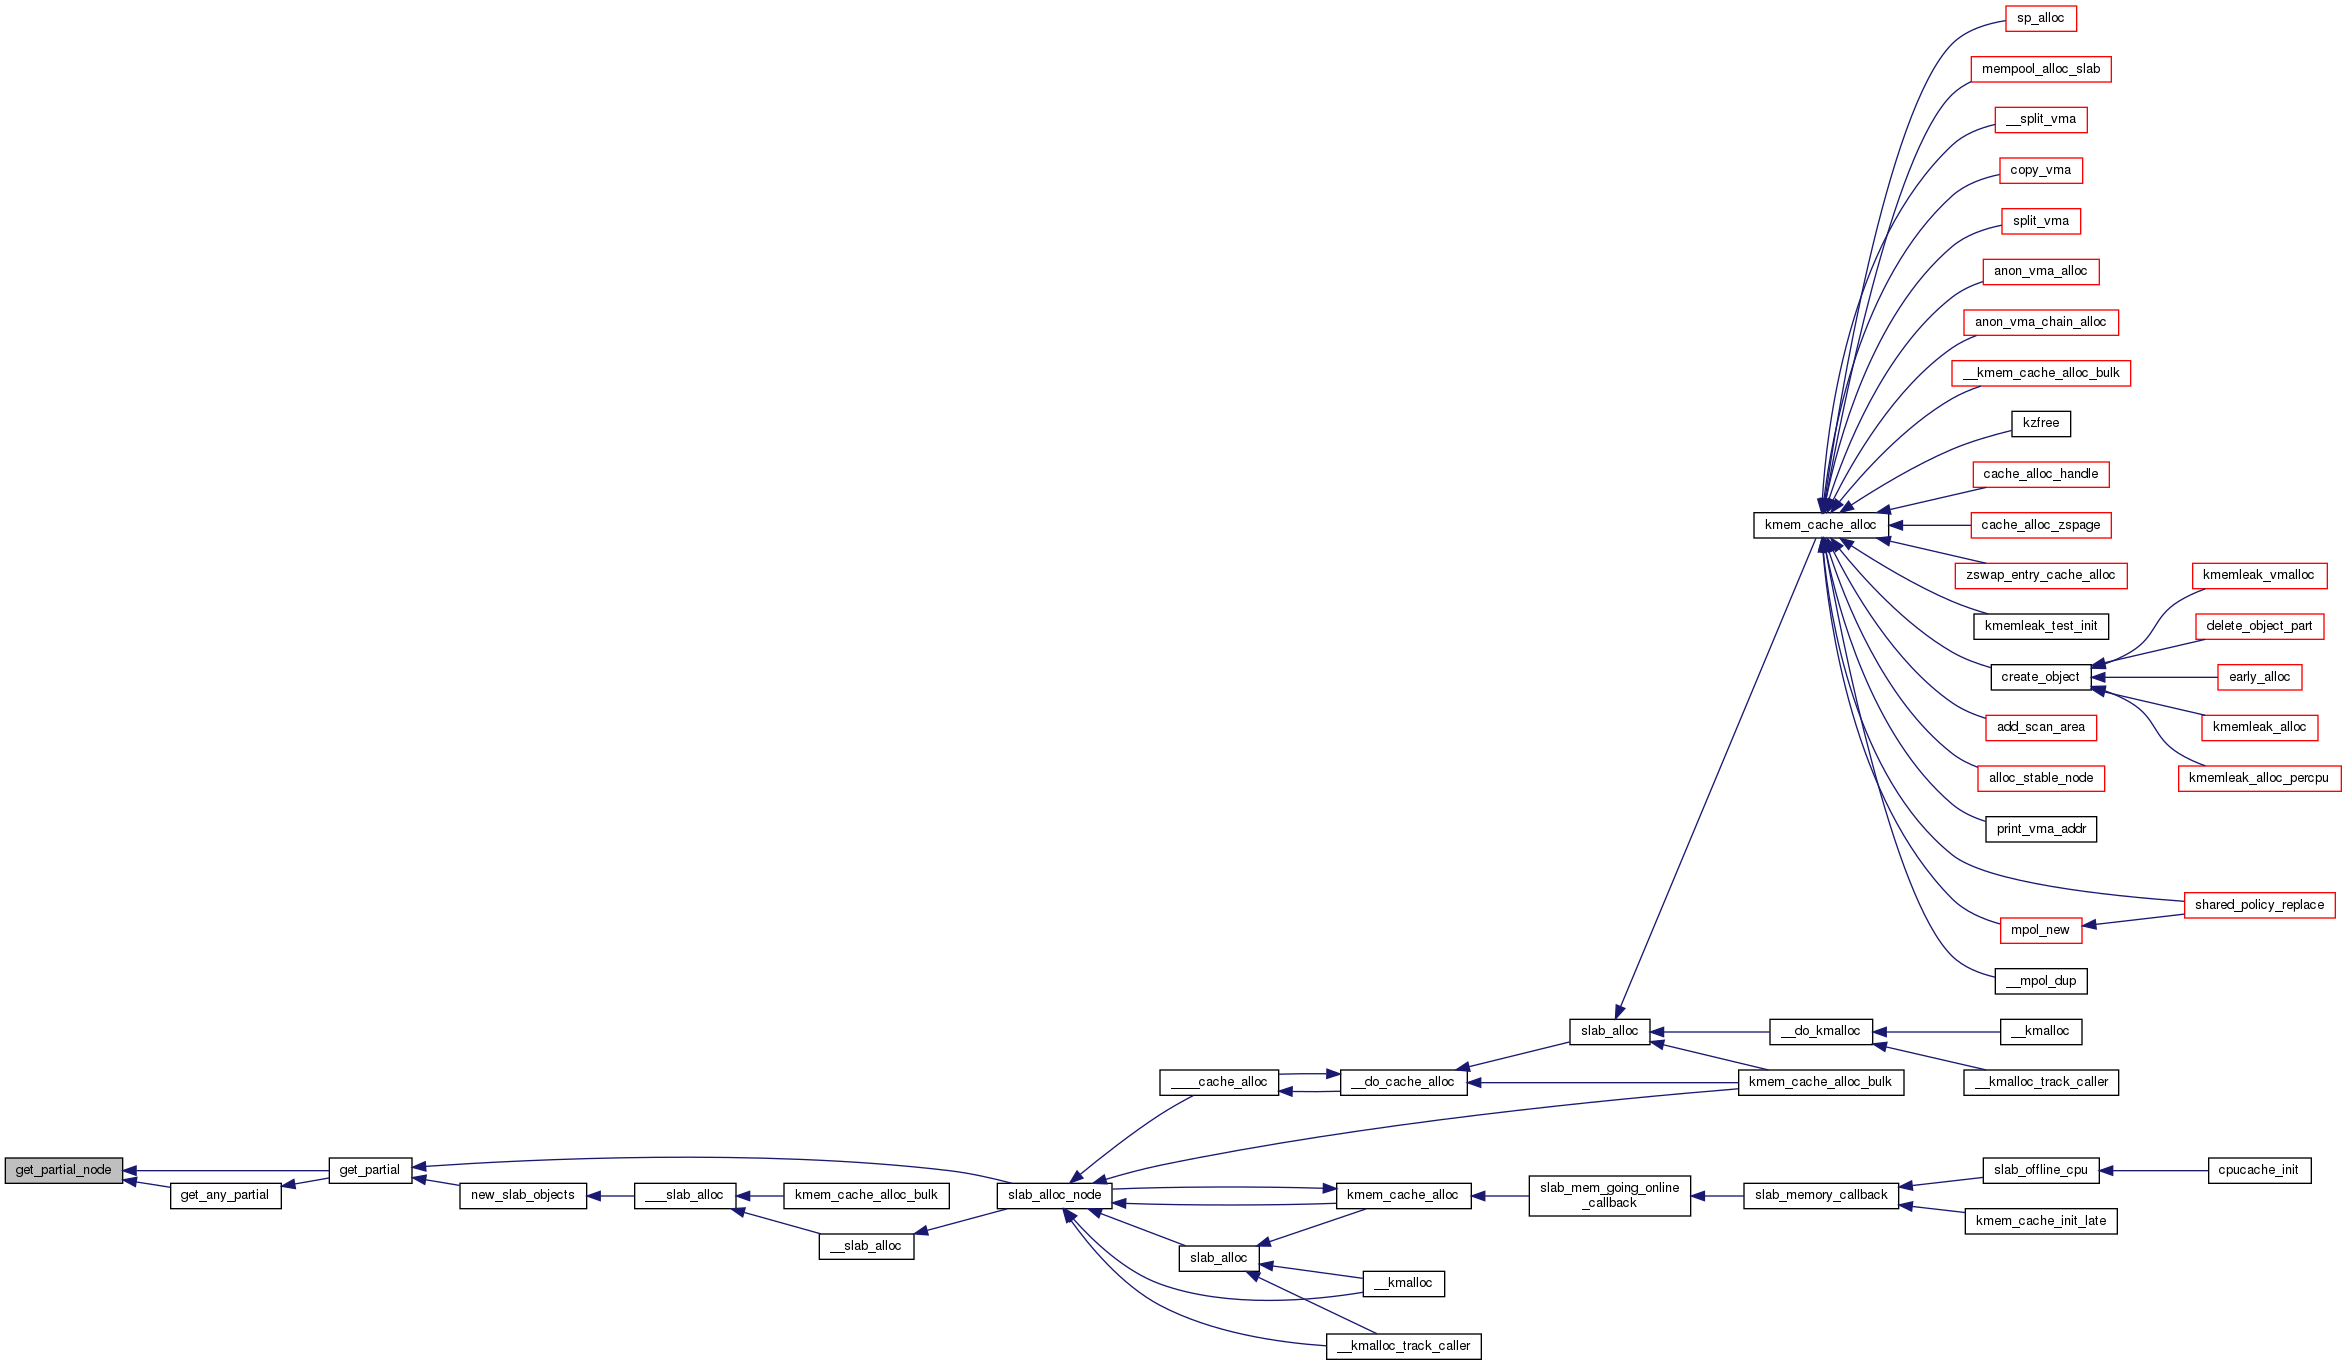 sp_alloc
mempool_alloc_slab
__split_vma
copy_vma
split_vma
anon_vma_alloc
anon_vma_chain_alloc
__kmem_cache_alloc_bulk
kzfree
cache_alloc_handle
kmem_cache_alloc
cache_alloc_zspage
zswap_entry_cache_alloc
kmemleak_vmalloc
kmemleak_test_init
delete_object_part
create_object
early_alloc
add_scan_area
kmemleak_alloc
alloc_stable_node
kmemleak_alloc_percpu
print_vma_addr
shared_policy_replace
mpol_new
__mpol_dup
slab_alloc
__do_kmalloc
__kmalloc
____cache_alloc
__do_cache_alloc
kmem_cache_alloc_bulk
__kmalloc_track_caller
get_partial_node
get_partial
slab_offline_cpu
cpucache_init
get_any_partial
new_slab_objects
___slab_alloc
kmem_cache_alloc_bulk
slab_alloc_node
kmem_cache_alloc
slab_mem_going_online
_callback
slab_memory_callback
kmem_cache_init_late
__slab_alloc
slab_alloc
__kmalloc
__kmalloc_track_caller